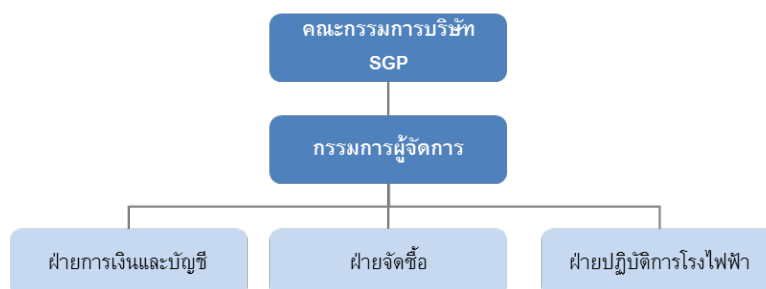 คณะกรรมการบริษัท
SGP
กรรมการผู้จัดการ
ฝ่ายการเงินและบัญชี
ฝ่ายจัดซื้อ
ฝ่ายปฏิบัติการโรงไฟฟ้า